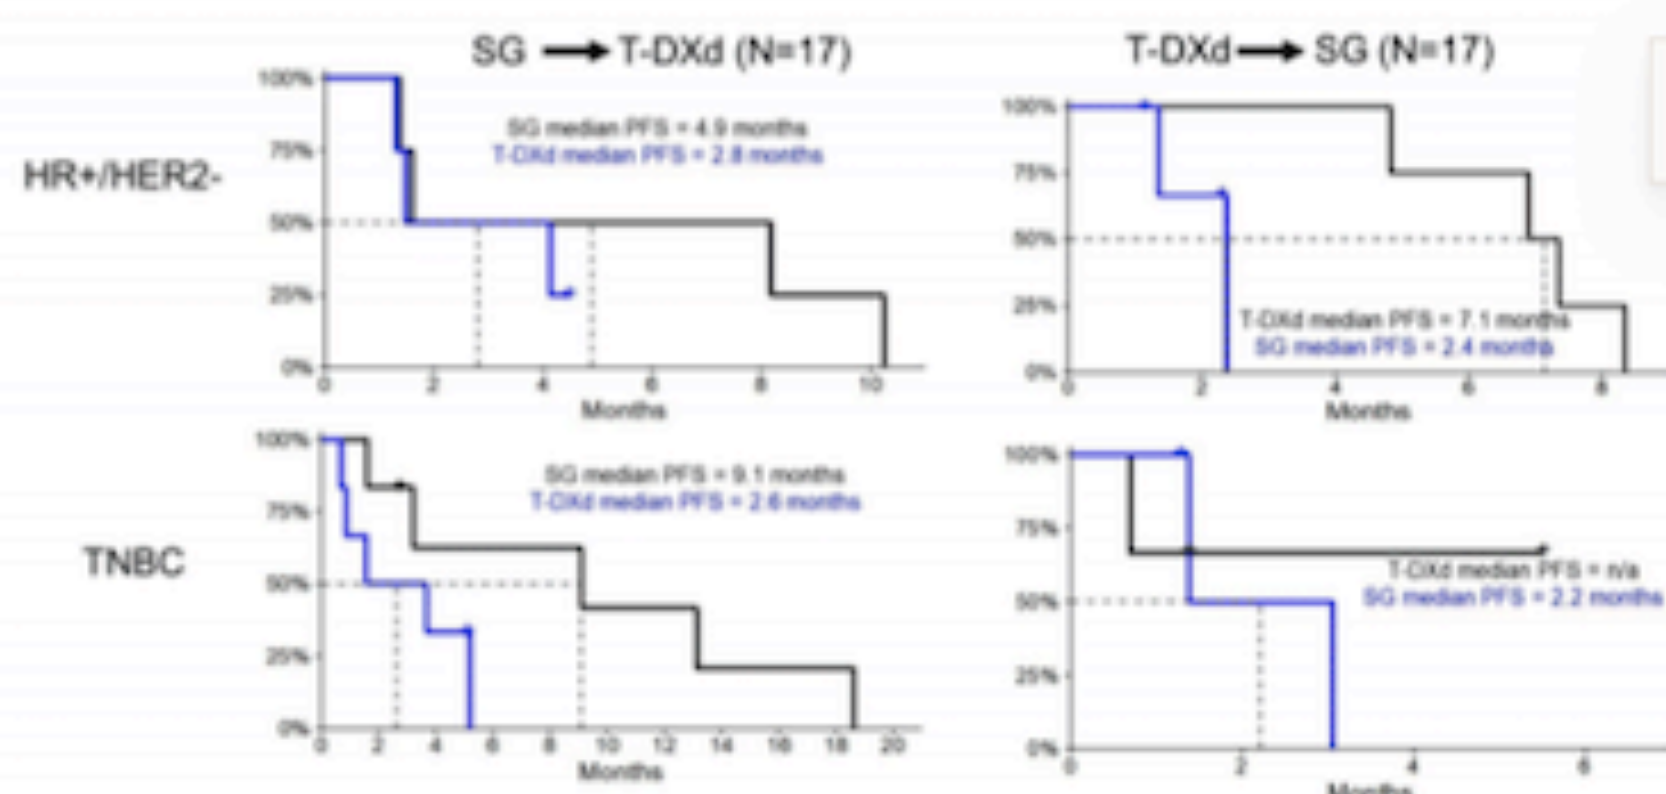 SG → T-DXd (N=17)
T-DXd → SG (N=17)
HR+/HER2-
100%
75%
50%
25%
0%
SG median PFS = 4.9 months
T-DXd median PFS = 2.8 months
0 2 4 6 8 10
Months
100%
75%
50%
25%
0%
T-DXd median PFS = 7.1 months
SG median PFS = 2.4 months
0 2 4 6 8
Months
TNBC
100%
75%
50%
25%
0%
SG median PFS = 9.1 months
T-DXd median PFS = 2.6 months
0 2 4 6 8 10 12 14 16 18 20
Months
100%
75%
50%
25%
0%
T-DXd median PFS = n/a
SG median PFS = 2.2 months
0 2 4 6
Months